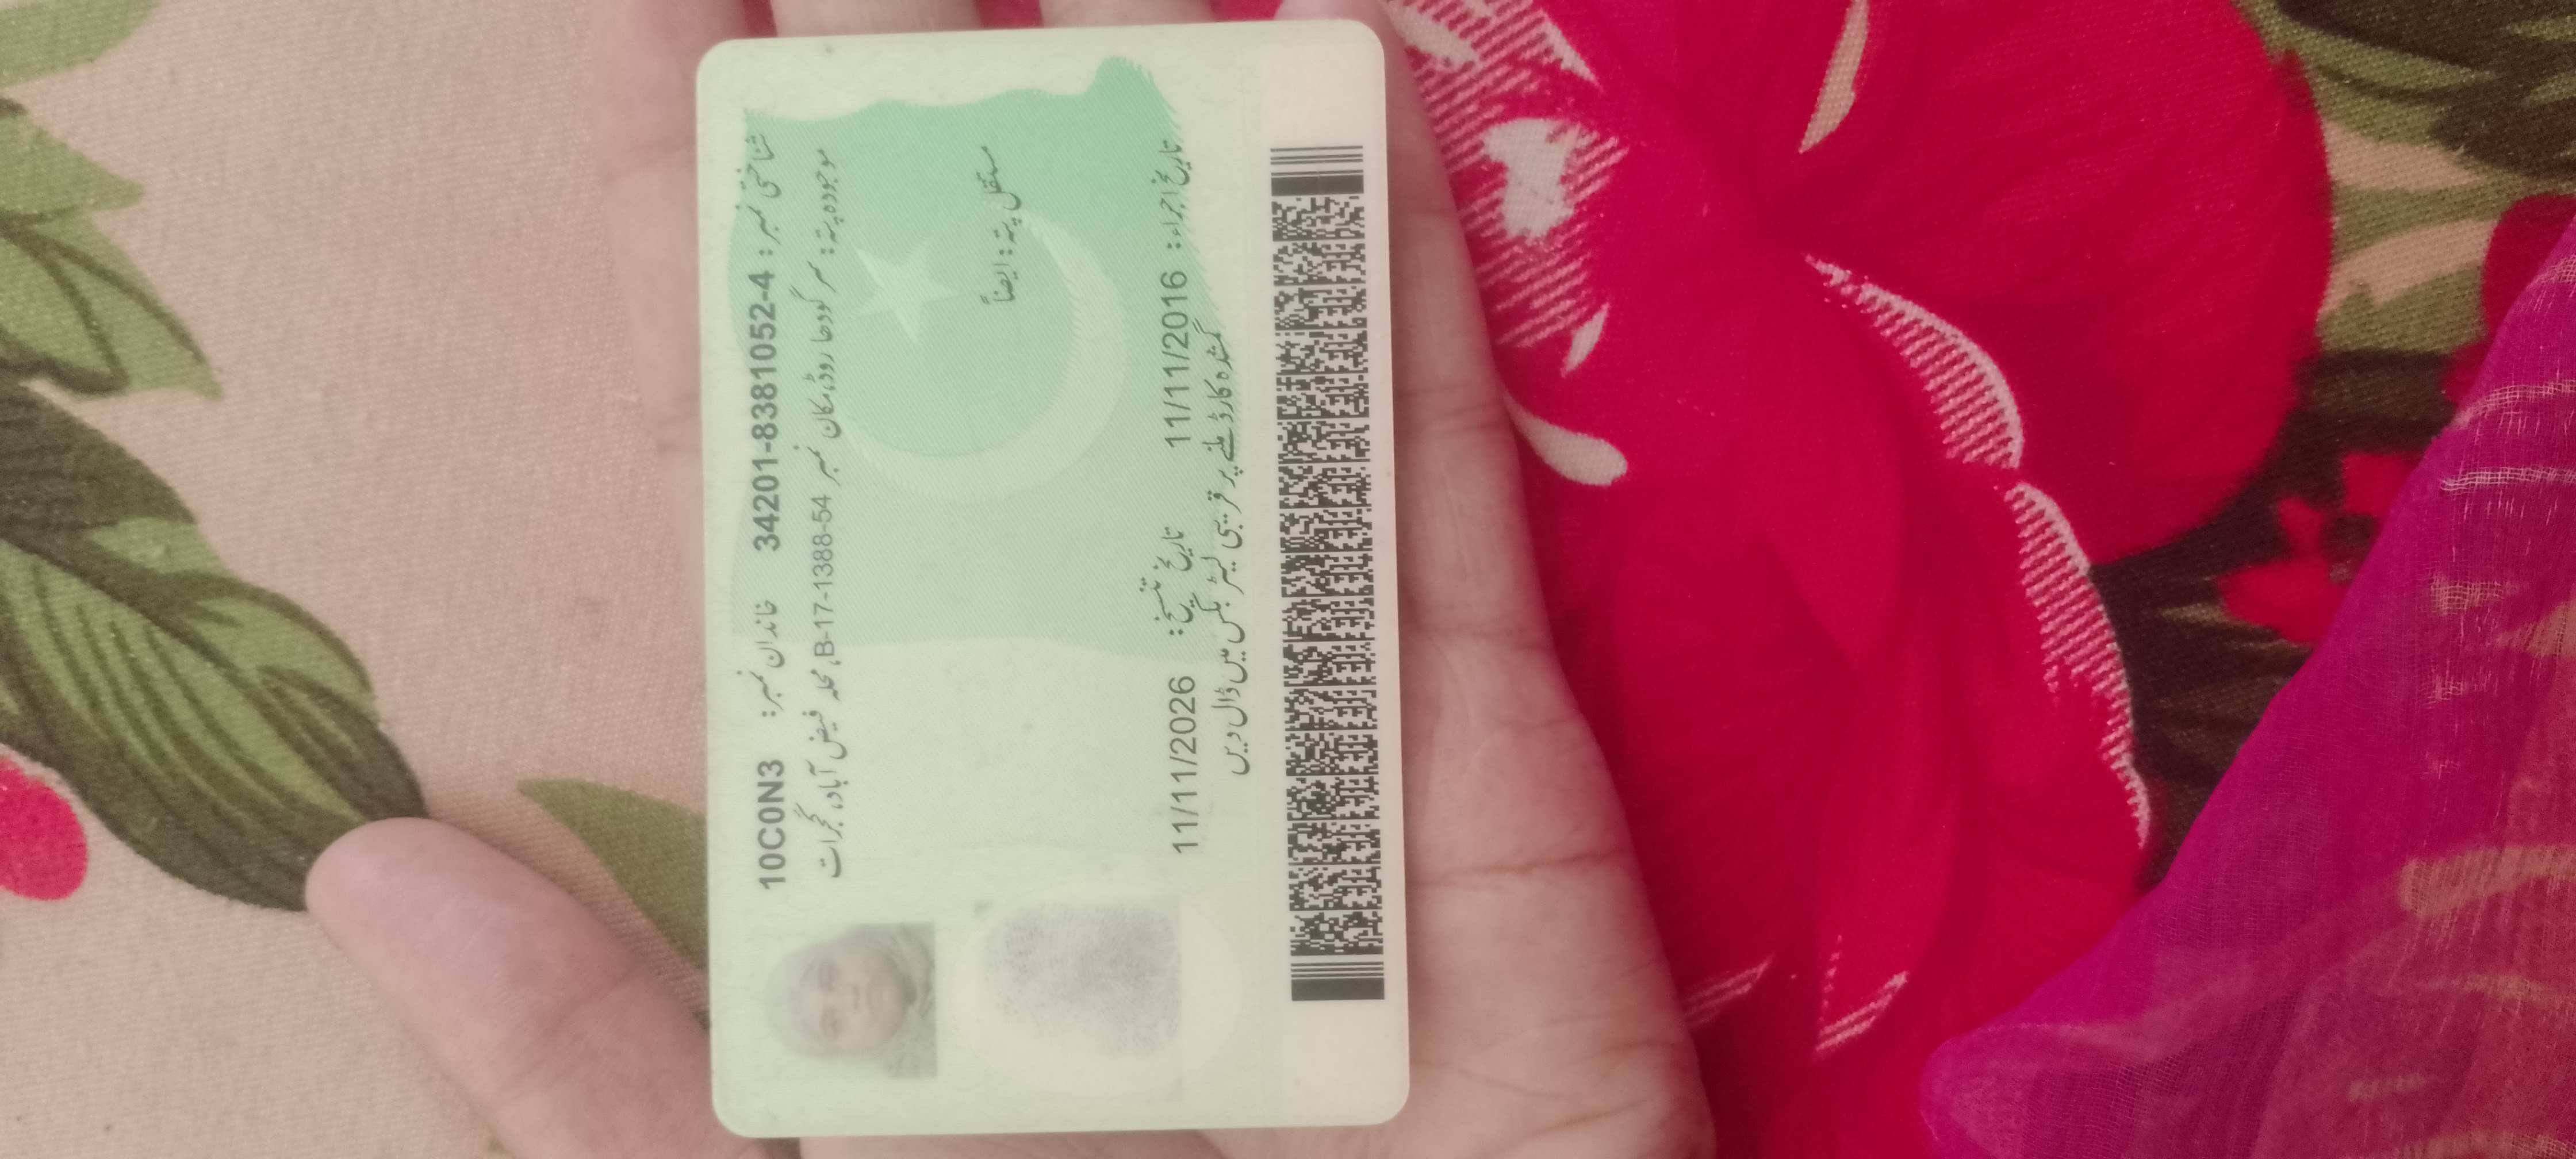 شناختی نمبر: 34201-8381052-4 خاندان نمبر: 10C0N3
موجودہ پتہ: سرگودھا روڈ، مکان نمبر B-17-1388-54، محلہ فیض آباد، گجرات
مستقل پتہ: ایضاً
تاریخ اجراء: 11/11/2016 تاریخ تنسیخ: 11/11/2026
گمشدہ کارڈ ملنے پر قریبی لیٹر بکس میں ڈال دیں